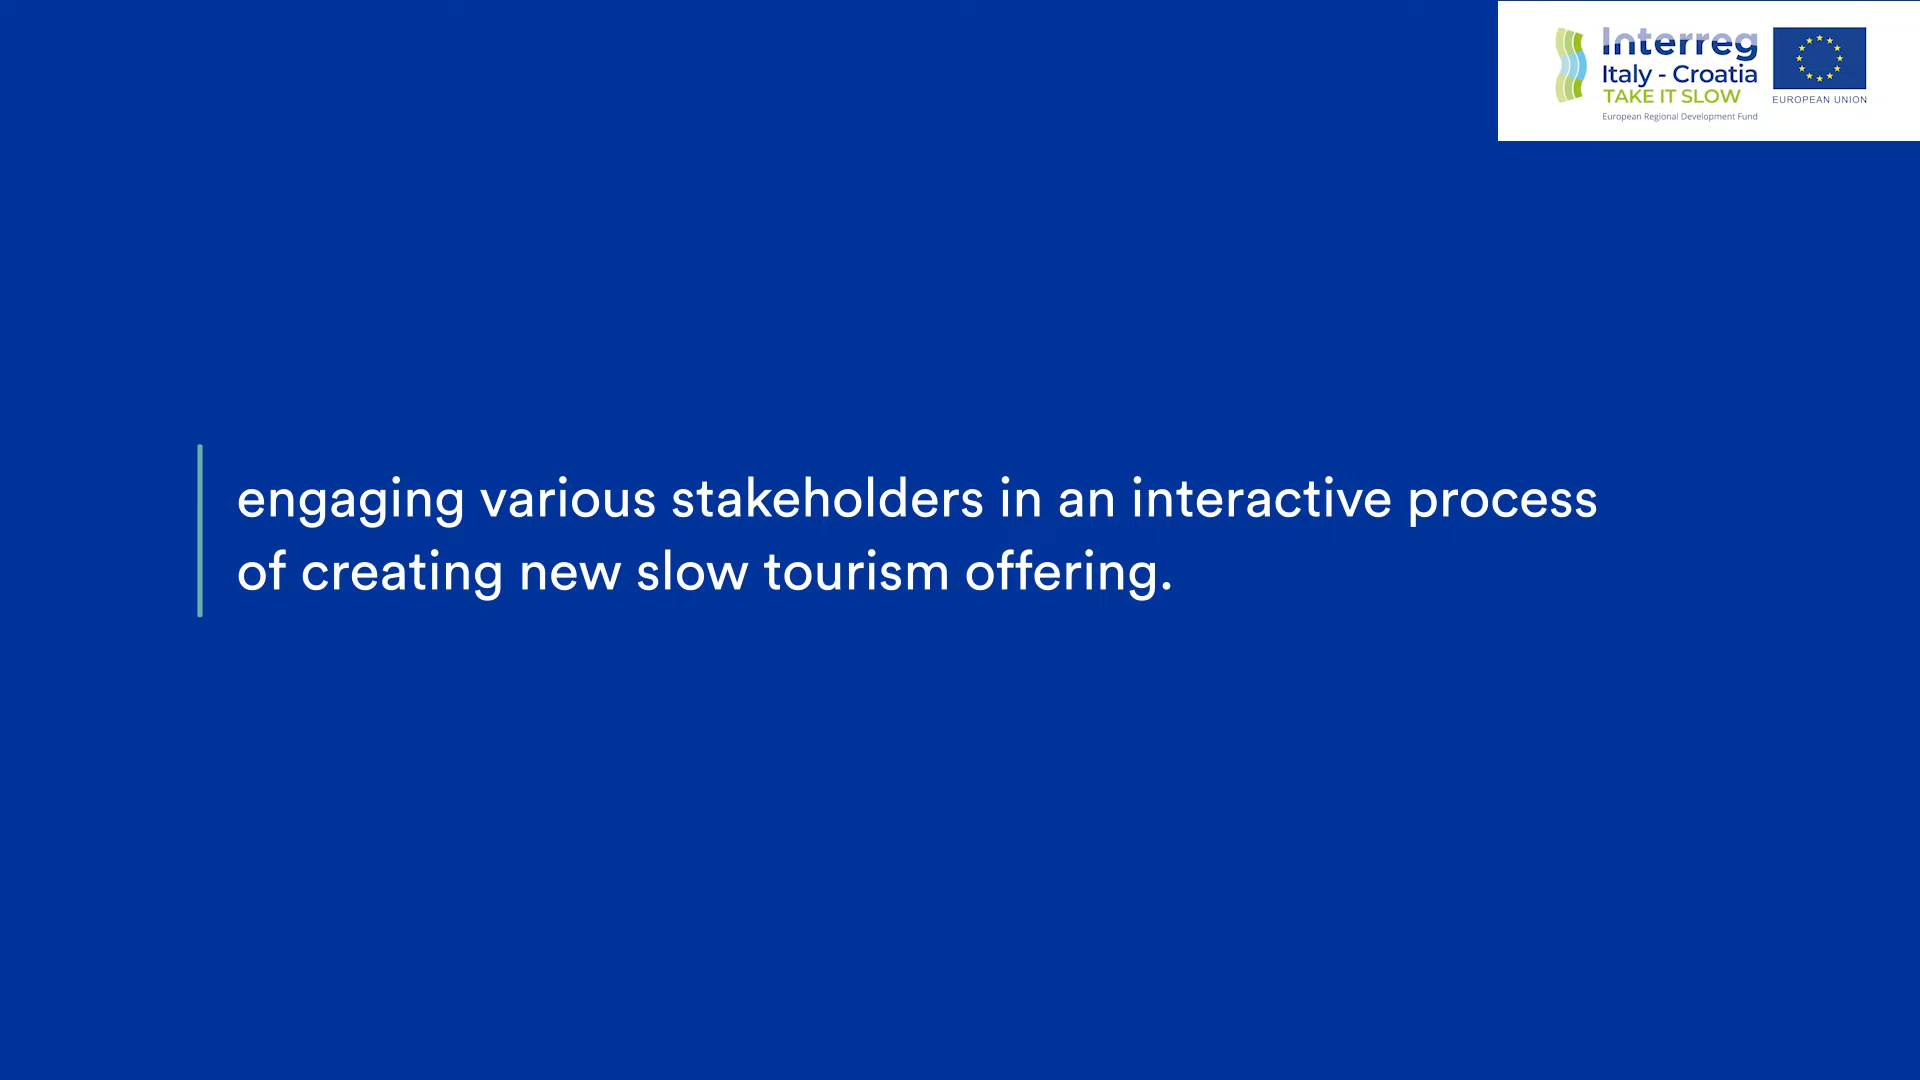 Interreg
Italy - Croatia
TAKE IT SLOW
European Regional Development Fund
EUROPEAN UNION
engaging various stakeholders in an interactive process
of creating new slow tourism offering.